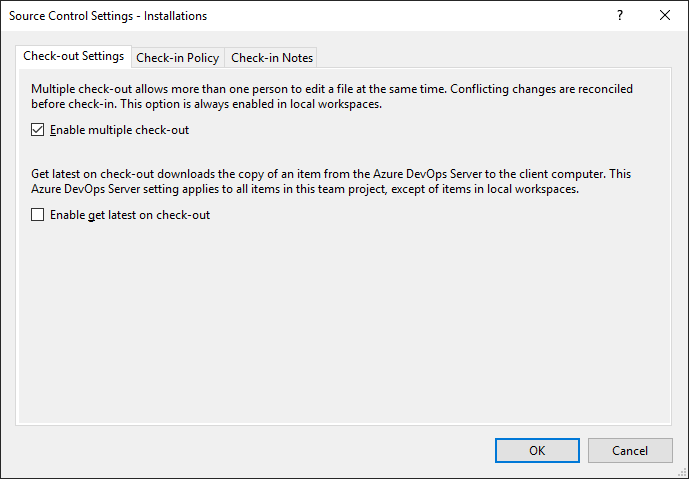 Source Control Settings - Installations
?
Check-out Settings
Check-in Policy
Check-in Notes
Multiple check-out allows more than one person to edit a file at the same time. Conflicting changes are reconciled
before check-in. This option is always enabled in local workspaces.
Enable multiple check-out
Get latest on check-out downloads the copy of an item from the Azure DevOps Server to the client computer. This
Azure DevOps Server setting applies to all items in this team project, except of items in local workspaces.
Enable get latest on check-out
OK
Cancel